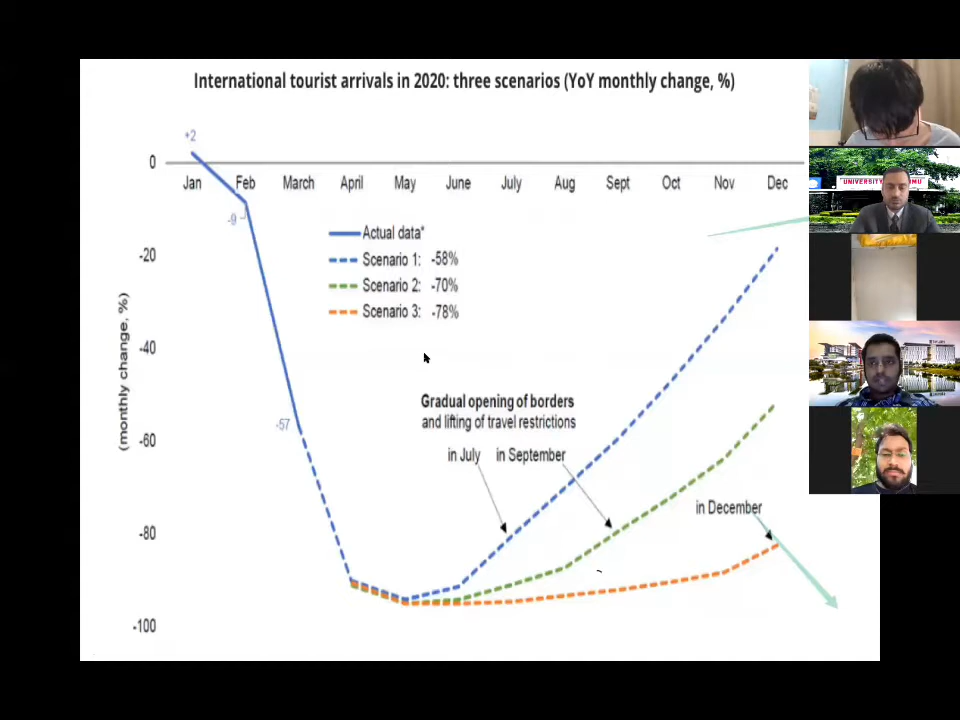 International tourist arrivals in 2020: three scenarios (YoY monthly change, %)
+2
0
Jan Feb March April May June July Aug Sept Oct Nov Dec
-9
-20
-40
-60
-80
-100
(monthly change, %)
Actual data*
Scenario 1: -58%
Scenario 2: -70%
Scenario 3: -78%
-57
Gradual opening of borders
and lifting of travel restrictions
in July in September
in December
UNIVERSITY